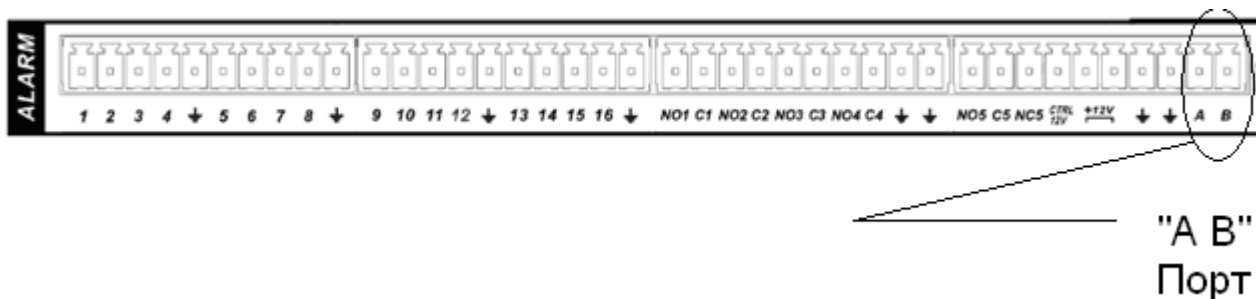 ALARM
1 2 3 4 ⏚ 5 6 7 8 ⏚ 9 10 11 12 ⏚ 13 14 15 16 ⏚ NO1 C1 NO2 C2 NO3 C3 NO4 C4 ⏚ ⏚ NO5 C5 NC5 CTRL 12V +12V ⏚ ⏚ A B
"А В"
Порт